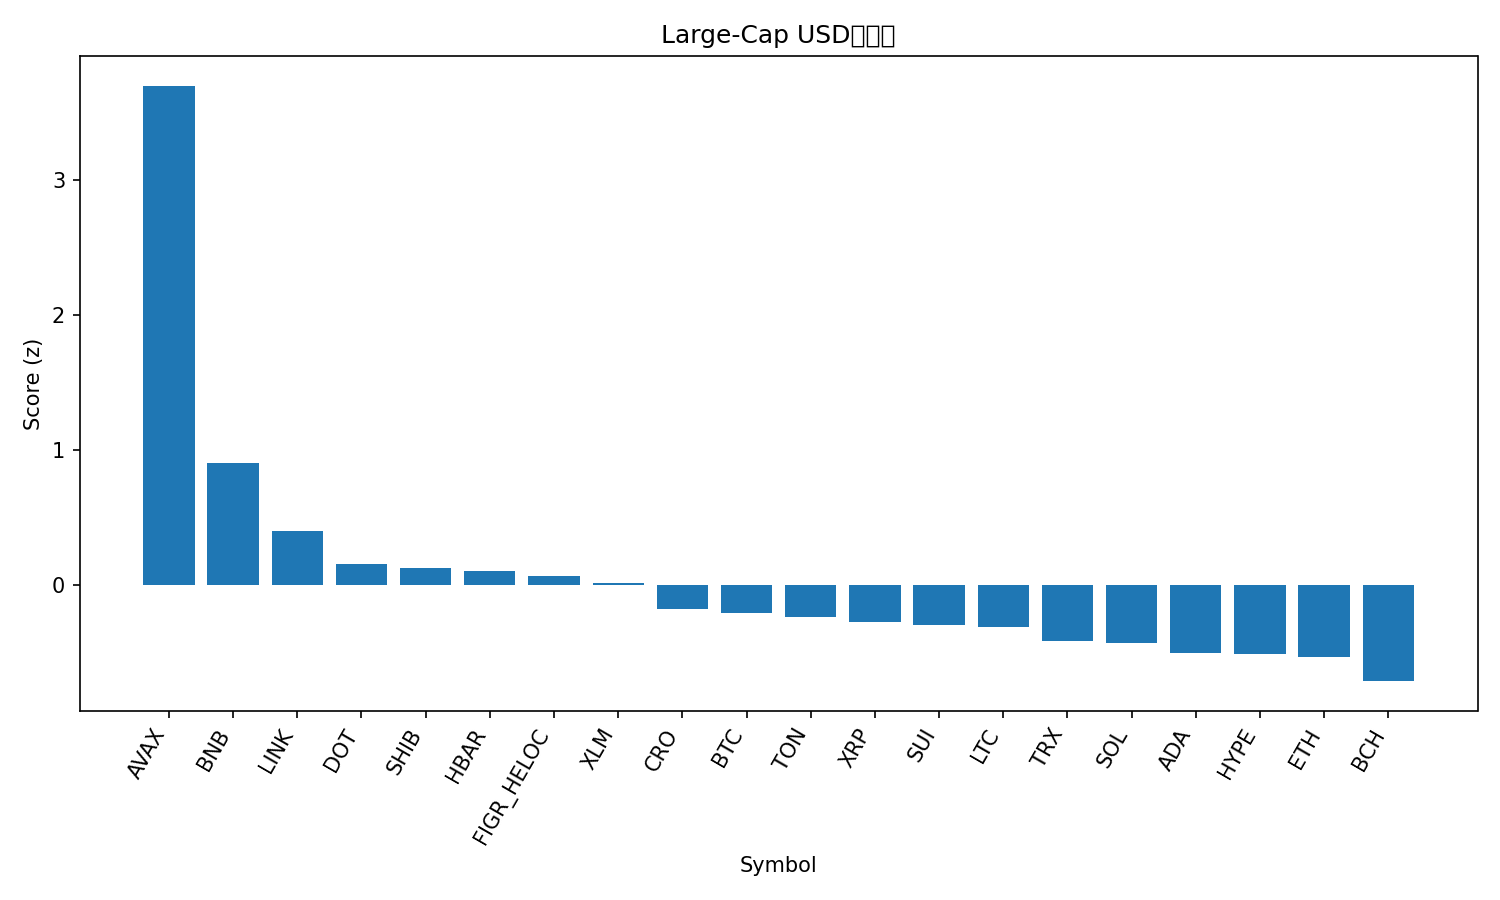 Large-Cap USD
Score (z)
3
2
1
0
AVAX
BNB
LINK
DOT
SHIB
HBAR
FIGR_HELOC
XLM
CRO
BTC
TON
XRP
SUI
LTC
TRX
SOL
ADA
HYPE
ETH
BCH
Symbol